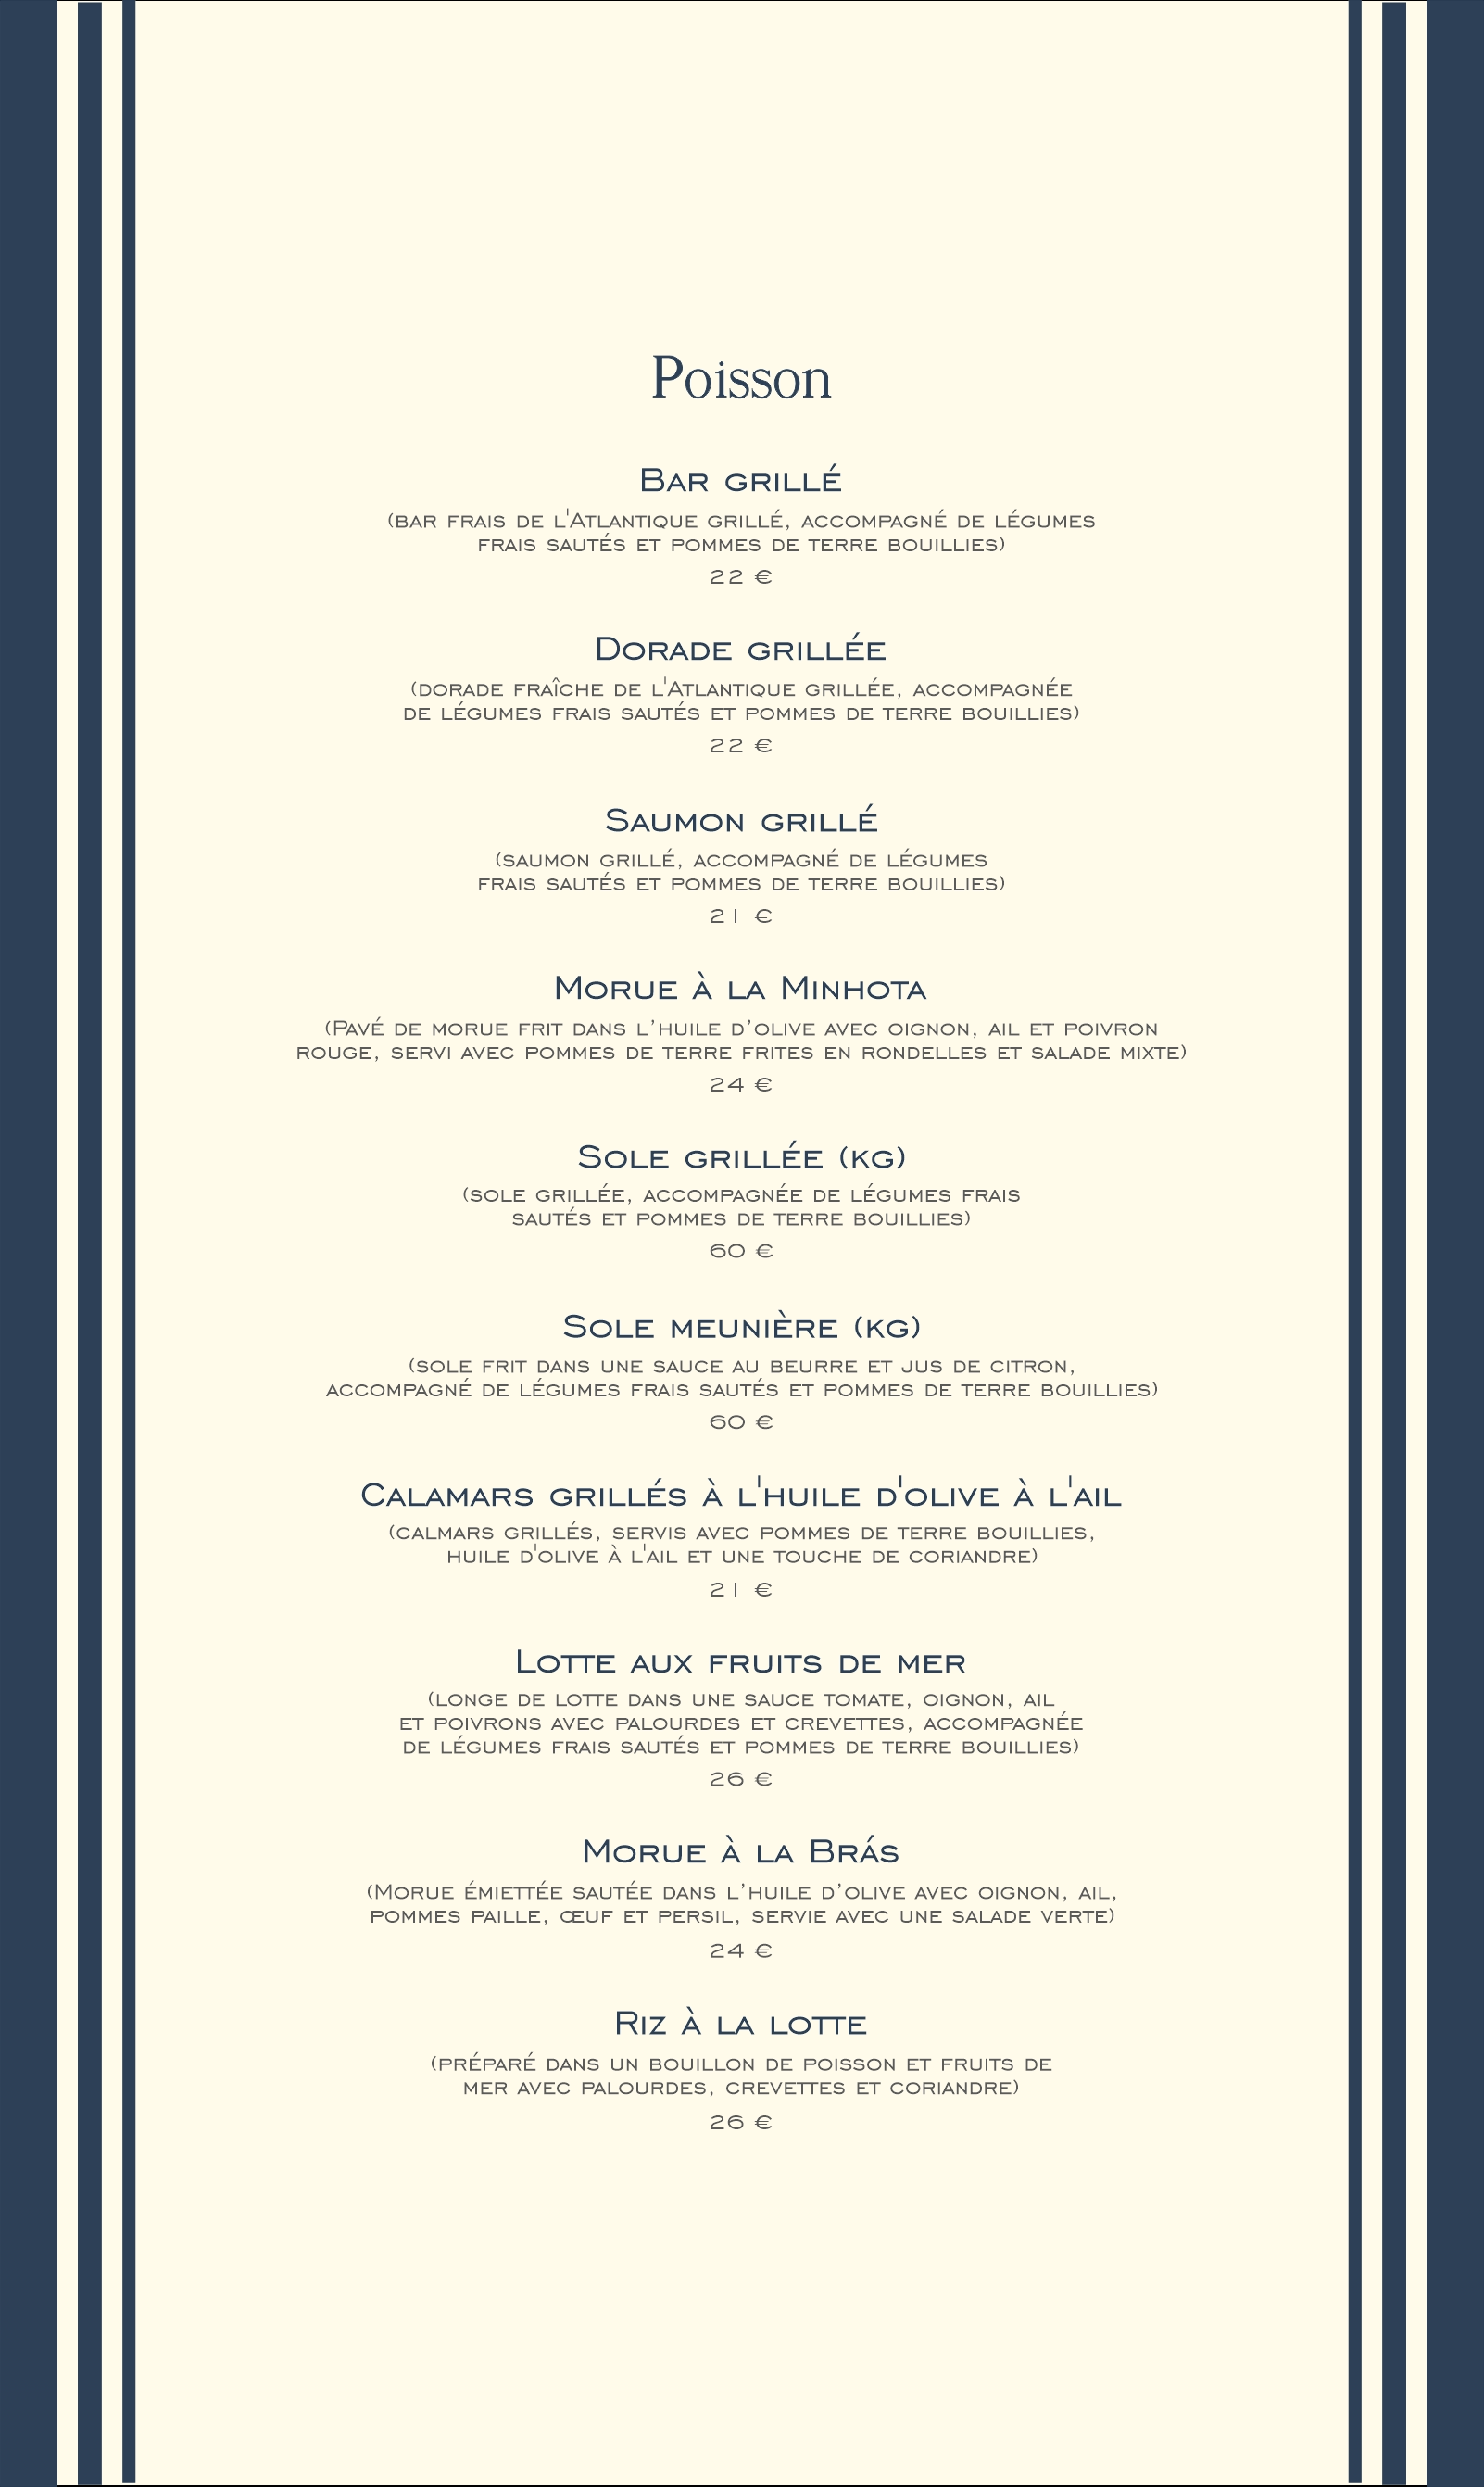 Poisson
Bar grillé
(bar frais de l'Atlantique grillé, accompagné de légumes
frais sautés et pommes de terre bouillies)
22 €
Dorade grillée
(dorade fraîche de l'Atlantique grillée, accompagnée
de légumes frais sautés et pommes de terre bouillies)
22 €
Saumon grillé
(saumon grillé, accompagné de légumes
frais sautés et pommes de terre bouillies)
21 €
Morue à la Minhota
(Pavé de morue frit dans l’huile d’olive avec oignon, ail et poivron
rouge, servi avec pommes de terre frites en rondelles et salade mixte)
24 €
Sole grillée (kg)
(sole grillée, accompagnée de légumes frais
sautés et pommes de terre bouillies)
60 €
Sole meunière (kg)
(sole frit dans une sauce au beurre et jus de citron,
accompagné de légumes frais sautés et pommes de terre bouillies)
60 €
Calamars grillés à l'huile d'olive à l'ail
(calmars grillés, servis avec pommes de terre bouillies,
huile d'olive à l'ail et une touche de coriandre)
21 €
Lotte aux fruits de mer
(longe de lotte dans une sauce tomate, oignon, ail
et poivrons avec palourdes et crevettes, accompagnée
de légumes frais sautés et pommes de terre bouillies)
26 €
Morue à la Brás
(Morue émiettée sautée dans l’huile d’olive avec oignon, ail,
pommes paille, œuf et persil, servie avec une salade verte)
24 €
Riz à la lotte
(préparé dans un bouillon de poisson et fruits de
mer avec palourdes, crevettes et coriandre)
26 €